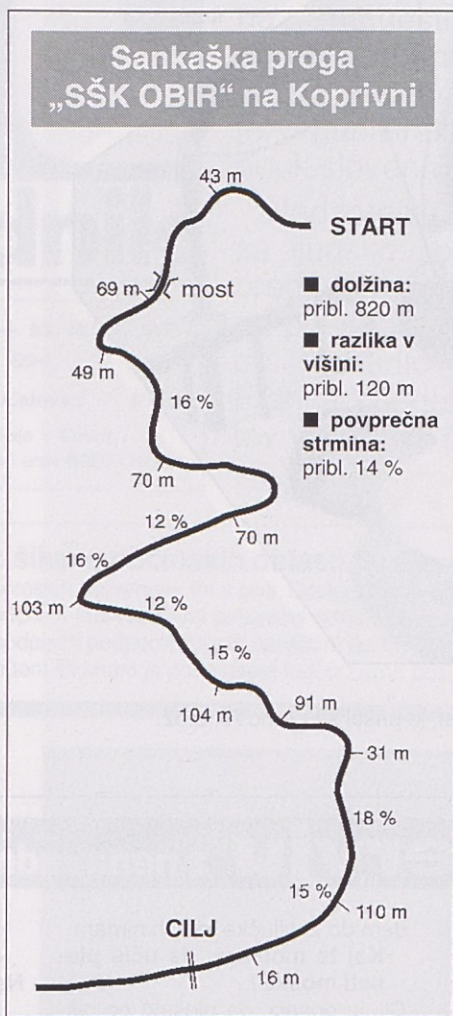 Sankaška proga
„SŠK OBIR“ na Koprivni
43 m
START
69 m
most
■ dolžina:
pribl. 820 m
■ razlika v
višini:
pribl. 120 m
■ povprečna
strmina:
pribl. 14 %
49 m
16 %
70 m
12 %
70 m
16 %
103 m
12 %
15 %
104 m
91 m
31 m
18 %
15 %
110 m
CILJ
16 m